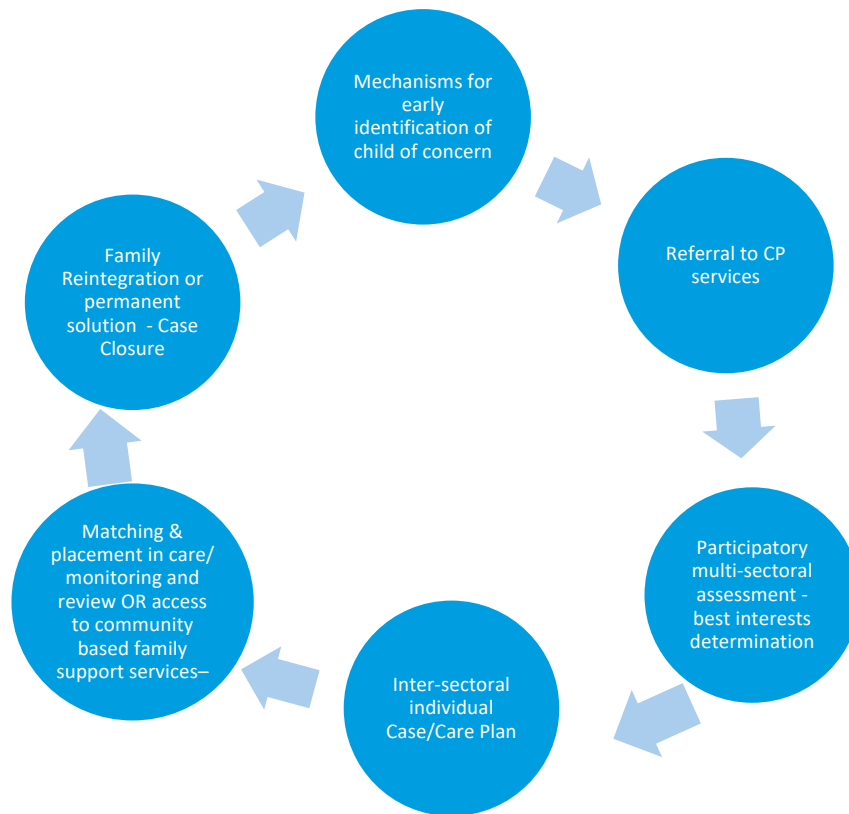 Mechanisms for
early
identification of
child of concern
Referral to CP
services
Participatory
multi-sectoral
assessment -
best interests
determination
Inter-sectoral
individual
Case/Care Plan
Matching &
placement in care/
monitoring and
review OR access
to community
based family
support services–
Family
Reintegration or
permanent
solution - Case
Closure